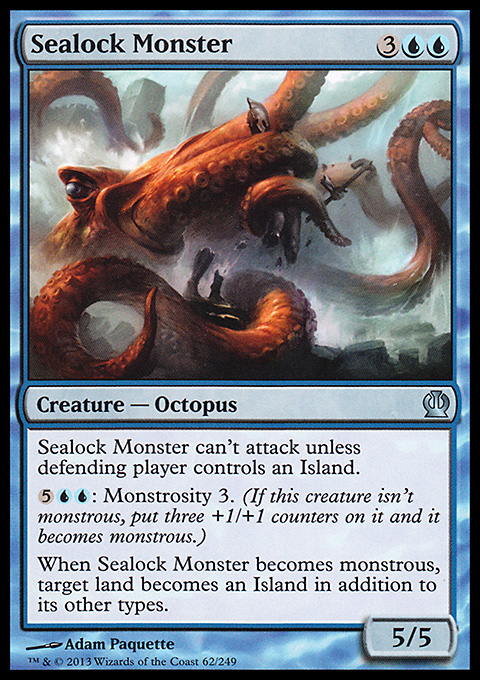 Sealock Monster 3
Creature — Octopus
Sealock Monster can't attack unless
defending player controls an Island.
5: Monstrosity 3. (If this creature isn't
monstrous, put three +1/+1 counters on it and it
becomes monstrous.)
When Sealock Monster becomes monstrous,
target land becomes an Island in addition to
its other types.
5/5
Adam Paquette
™ & © 2013 Wizards of the Coast 62/249